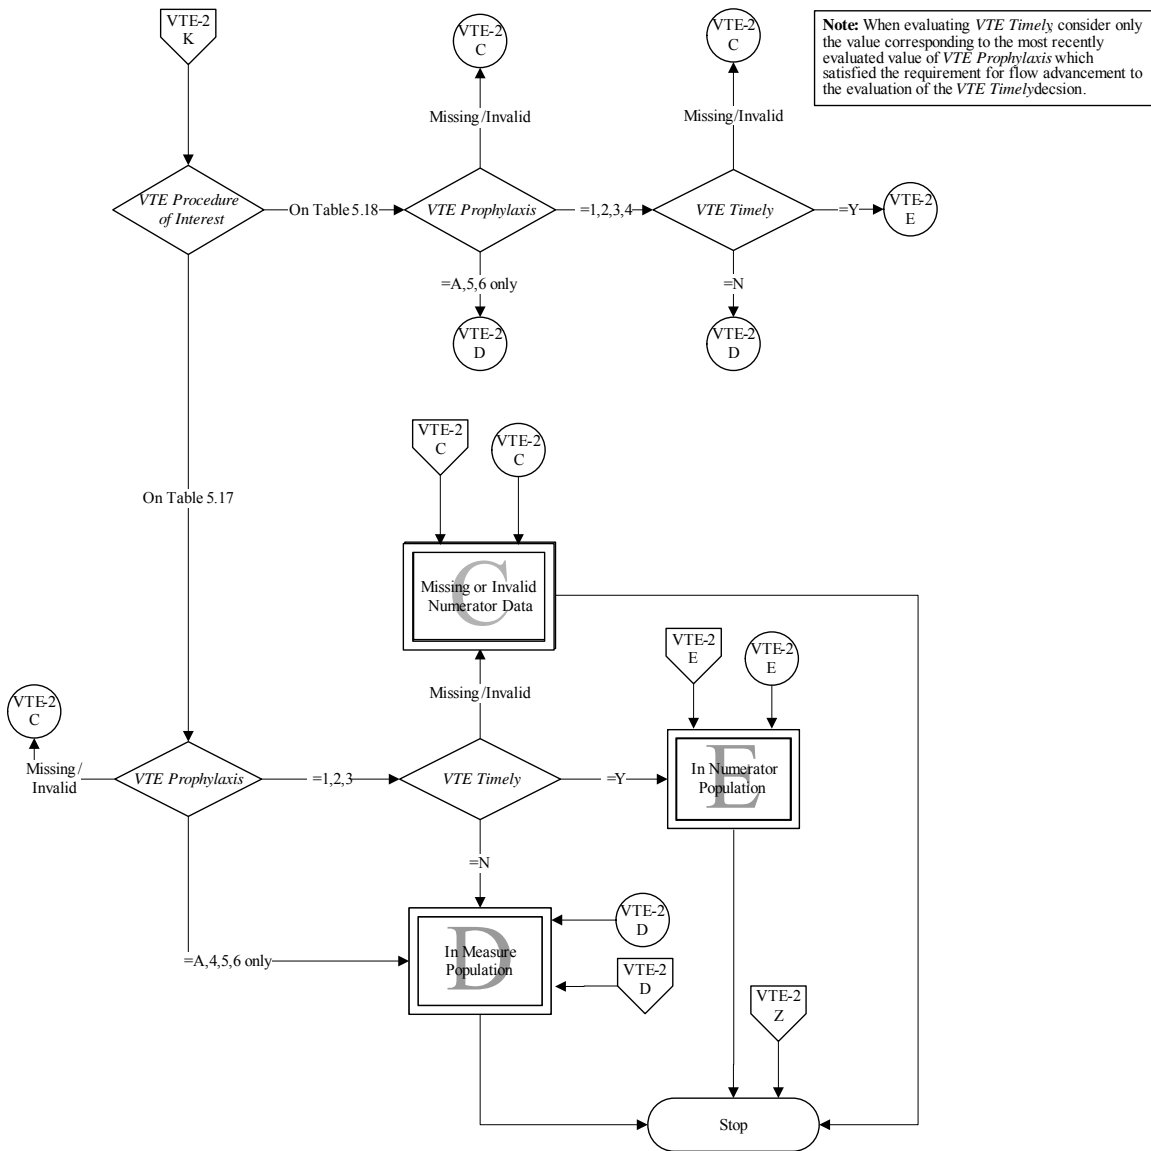 VTE-2
K
VTE-2
C
VTE-2
C
Note: When evaluating VTE Timely, consider only
the value corresponding to the most recently
evaluated value of VTE Prophylaxis which
satisfied the requirement for flow advancement to
the evaluation of the VTE Timelydecsion.
Missing/Invalid
Missing/Invalid
VTE Procedure
of Interest
On Table 5.18
VTE Prophylaxis
=1,2,3,4
VTE Timely
=Y
VTE-2
E
=A,5,6 only
=N
VTE-2
D
VTE-2
D
VTE-2
C
VTE-2
C
On Table 5.17
C
Missing or Invalid
Numerator Data
VTE-2
E
VTE-2
E
Missing/Invalid
VTE-2
C
Missing/
Invalid
VTE Prophylaxis
=1,2,3
VTE Timely
=Y
E
In Numerator
Population
=N
VTE-2
D
=A,4,5,6 only
D
In Measure
Population
VTE-2
D
VTE-2
Z
Stop